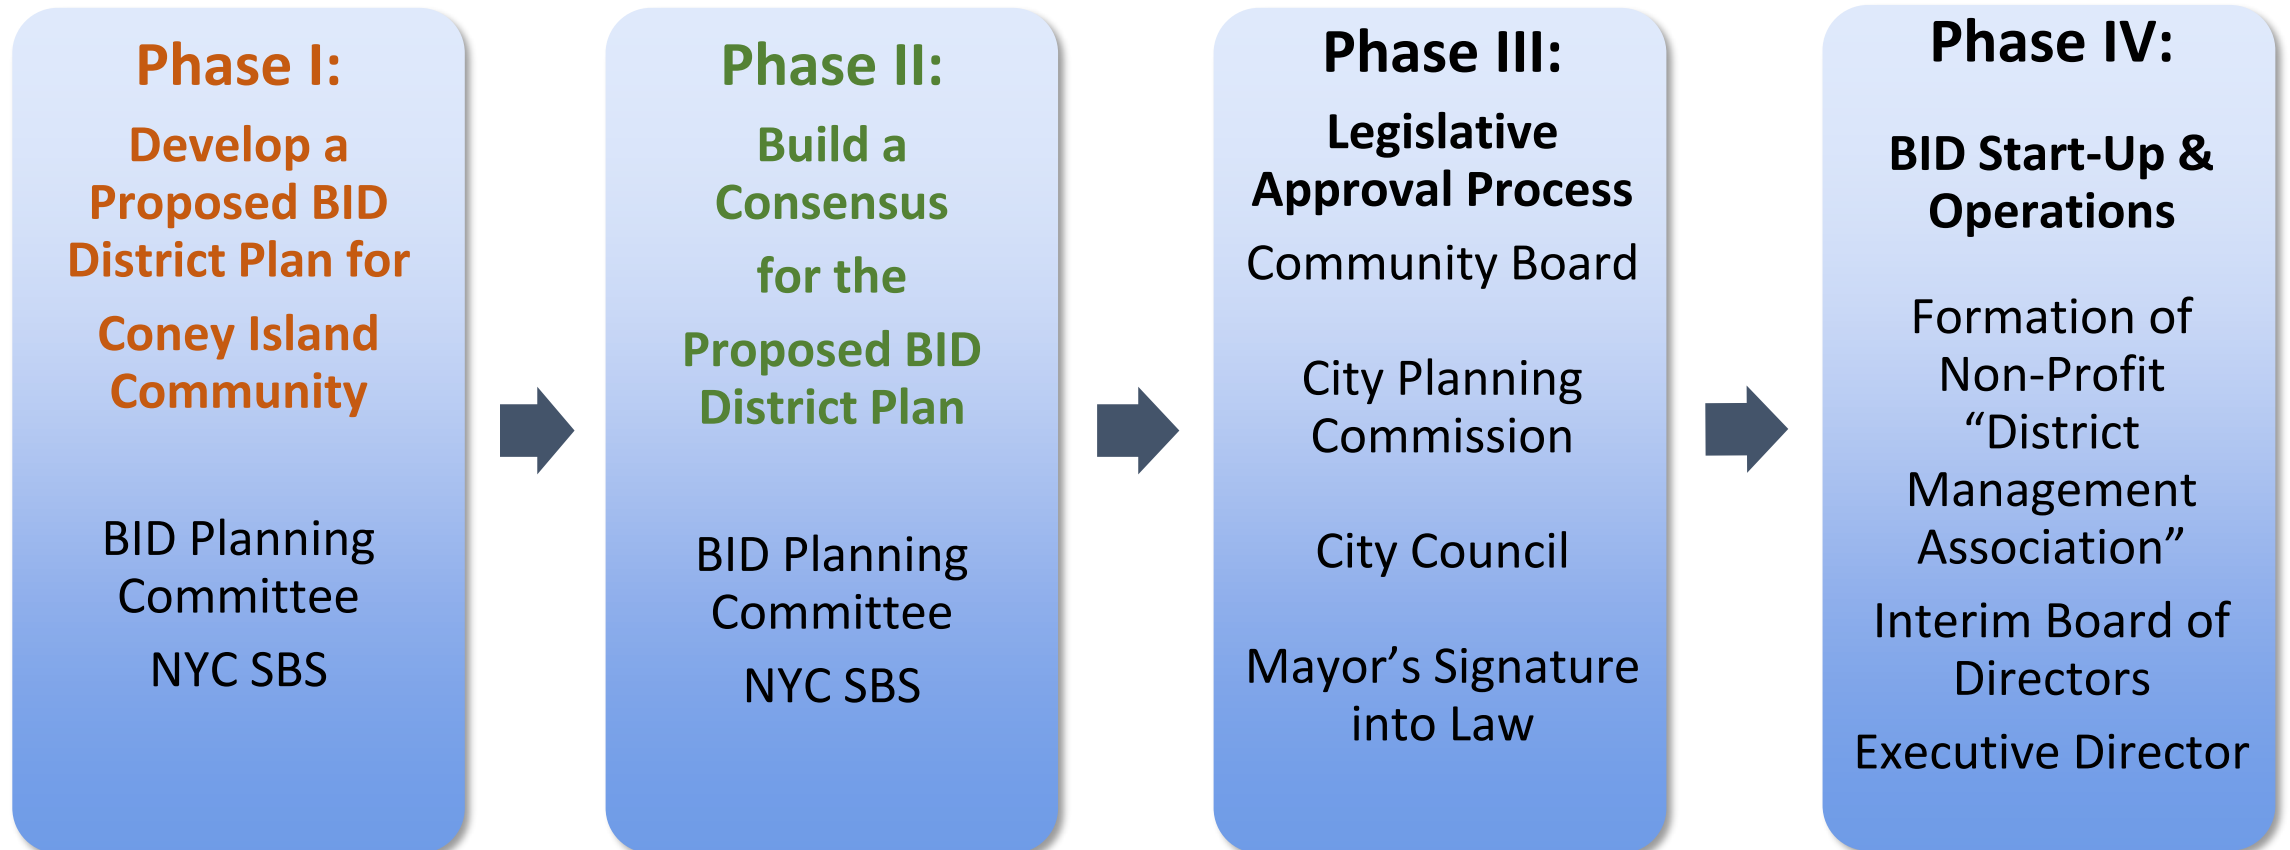 Phase I:
Develop a
Proposed BID
District Plan for
Coney Island
Community
BID Planning
Committee
NYC SBS
Phase II:
Build a
Consensus
for the
Proposed BID
District Plan
BID Planning
Committee
NYC SBS
Phase III:
Legislative
Approval Process
Community Board
City Planning
Commission
City Council
Mayor’s Signature
into Law
Phase IV:
BID Start-Up &
Operations
Formation of
Non-Profit
“District
Management
Association”
Interim Board of
Directors
Executive Director